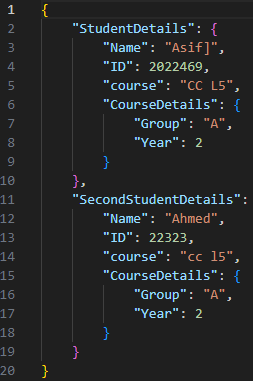 1 {
2 "StudentDetails": {
3 "Name": "Asif]",
4 "ID": 2022469,
5 "course": "CC L5",
6 "CourseDetails": {
7 "Group": "A",
8 "Year": 2
9 }
10 },
11 "SecondStudentDetails":
12 "Name": "Ahmed",
13 "ID": 22323,
14 "course": "cc l5",
15 "CourseDetails": {
16 "Group": "A",
17 "Year": 2
18 }
19 }
20 }